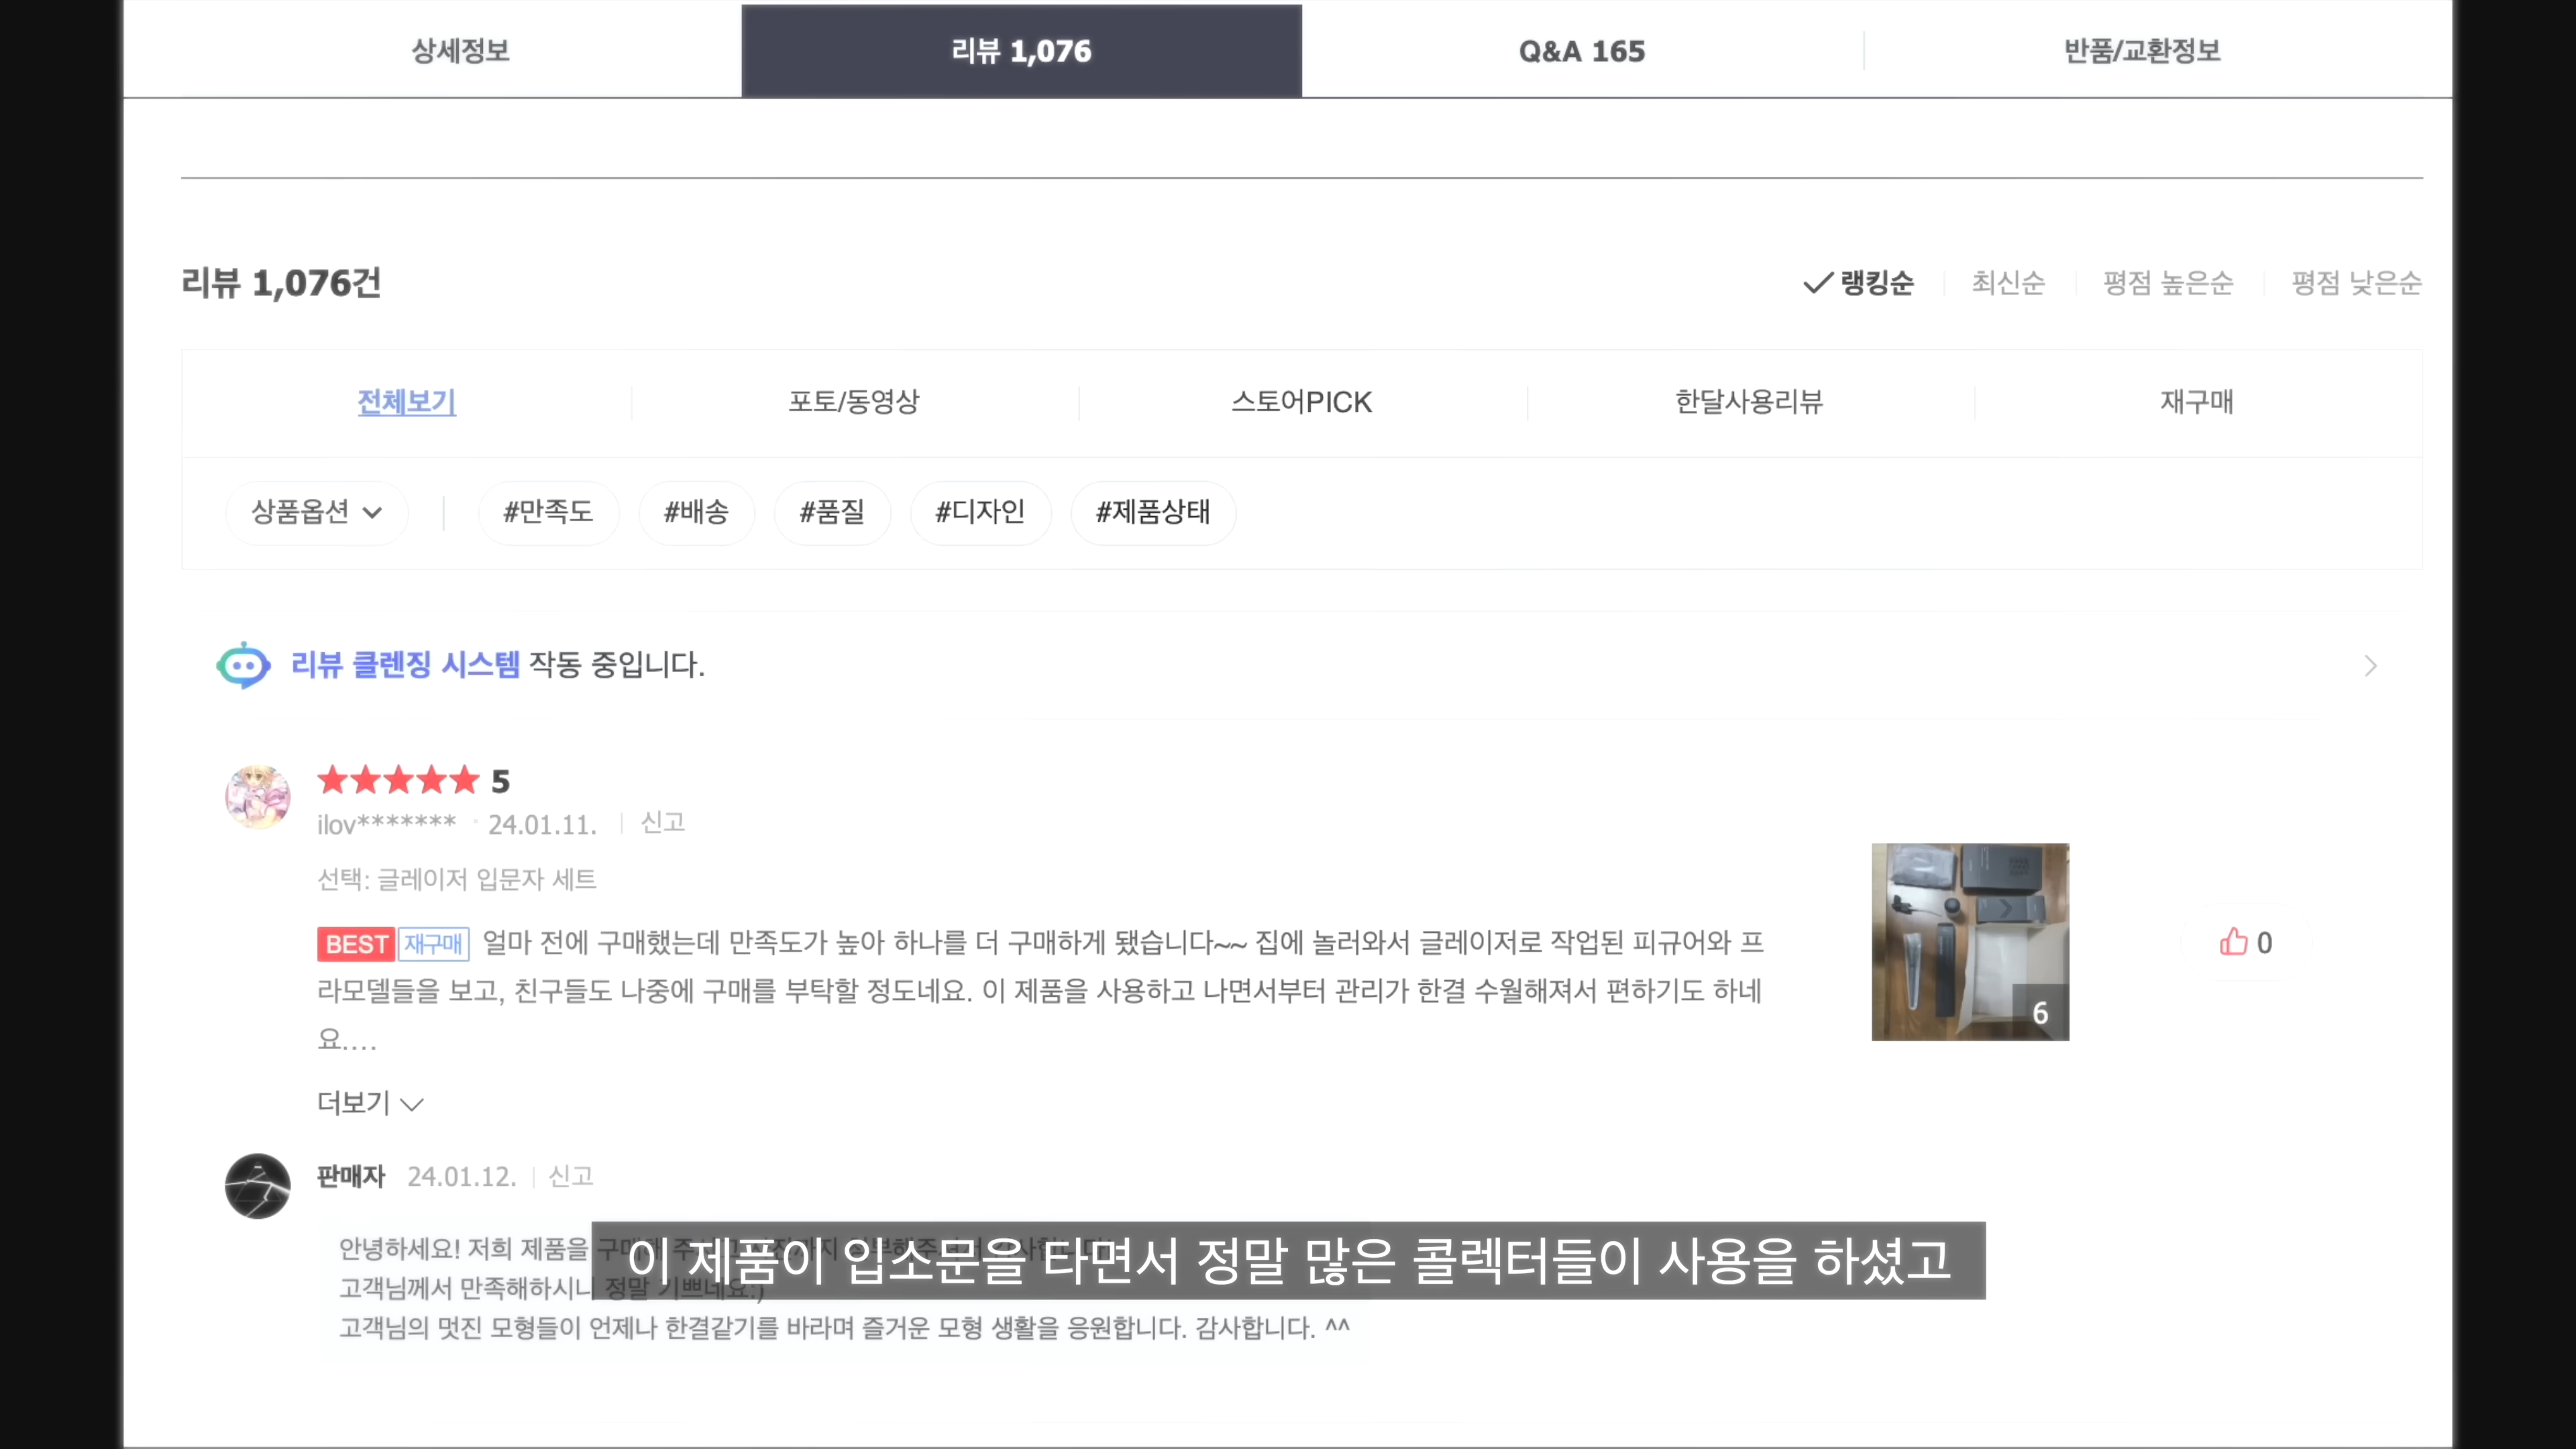 상세정보
리뷰 1,076
Q&A 165
반품/교환정보
리뷰 1,076건
랭킹순
최신순
평점 높은순
평점 낮은순
전체보기
포토/동영상
스토어PICK
한달사용리뷰
재구매
상품옵션
#만족도
#배송
#품질
#디자인
#제품상태
리뷰 클렌징 시스템 작동 중입니다.
5
ilov******* · 24.01.11. 신고
선택: 글레이저 입문자 세트
BEST 재구매 얼마 전에 구매했는데 만족도가 높아 하나를 더 구매하게 됐습니다~~ 집에 놀러와서 글레이저로 작업된 피규어와 프
라모델들을 보고, 친구들도 나중에 구매를 부탁할 정도네요. 이 제품을 사용하고 나면서부터 관리가 한결 수월해져서 편하기도 하네
요....
6
0
더보기
판매자 24.01.12. 신고
안녕하세요! 저희 제품을
이 제품이 입소문을 타면서 정말 많은 콜렉터들이 사용을 하셨고
고객님께서 만족해하시니 정말 기쁘네요:)
고객님의 멋진 모형들이 언제나 한결같기를 바라며 즐거운 모형 생활을 응원합니다. 감사합니다. ^^